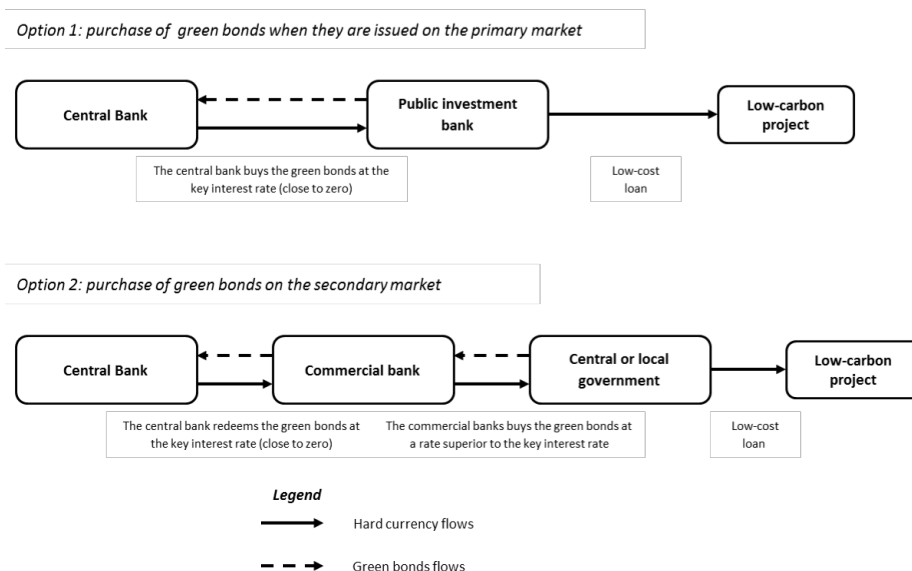 Option 1: purchase of green bonds when they are issued on the primary market
Central Bank
Public investment
bank
Low-carbon
project
The central bank buys the green bonds at the
key interest rate (close to zero)
Low-cost
loan
Option 2: purchase of green bonds on the secondary market
Central Bank
Commercial bank
Central or local
government
Low-carbon
project
The central bank redeems the green bonds at
the key interest rate (close to zero)
The commercial banks buys the green bonds at
a rate superior to the key interest rate
Low-cost
loan
Legend
Hard currency flows
Green bonds flows